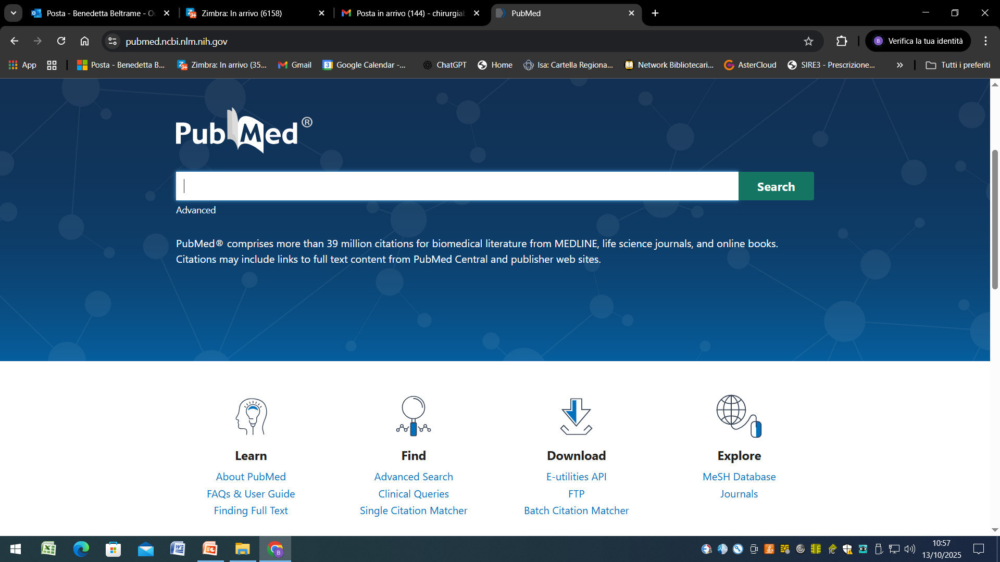 Posta - Benedetta Beltrame - Ou
Zimbra: In arrivo (6158)
Posta in arrivo (144) - chirurgiab
PubMed
pubmed.ncbi.nlm.nih.gov
B
Verifica la tua identità
App
Posta - Benedetta B...
Zimbra: In arrivo (35...
Gmail
Google Calendar -...
ChatGPT
Home
Isa: Cartella Regiona...
Network Bibliotecari...
AsterCloud
SIRE3 - Prescrizione...
Tutti i preferiti
PubMed®
Search
Advanced
PubMed® comprises more than 39 million citations for biomedical literature from MEDLINE, life science journals, and online books.
Citations may include links to full text content from PubMed Central and publisher web sites.
Learn
About PubMed
FAQs & User Guide
Finding Full Text
Find
Advanced Search
Clinical Queries
Single Citation Matcher
Download
E-utilities API
FTP
Batch Citation Matcher
Explore
MeSH Database
Journals
10:57
13/10/2025